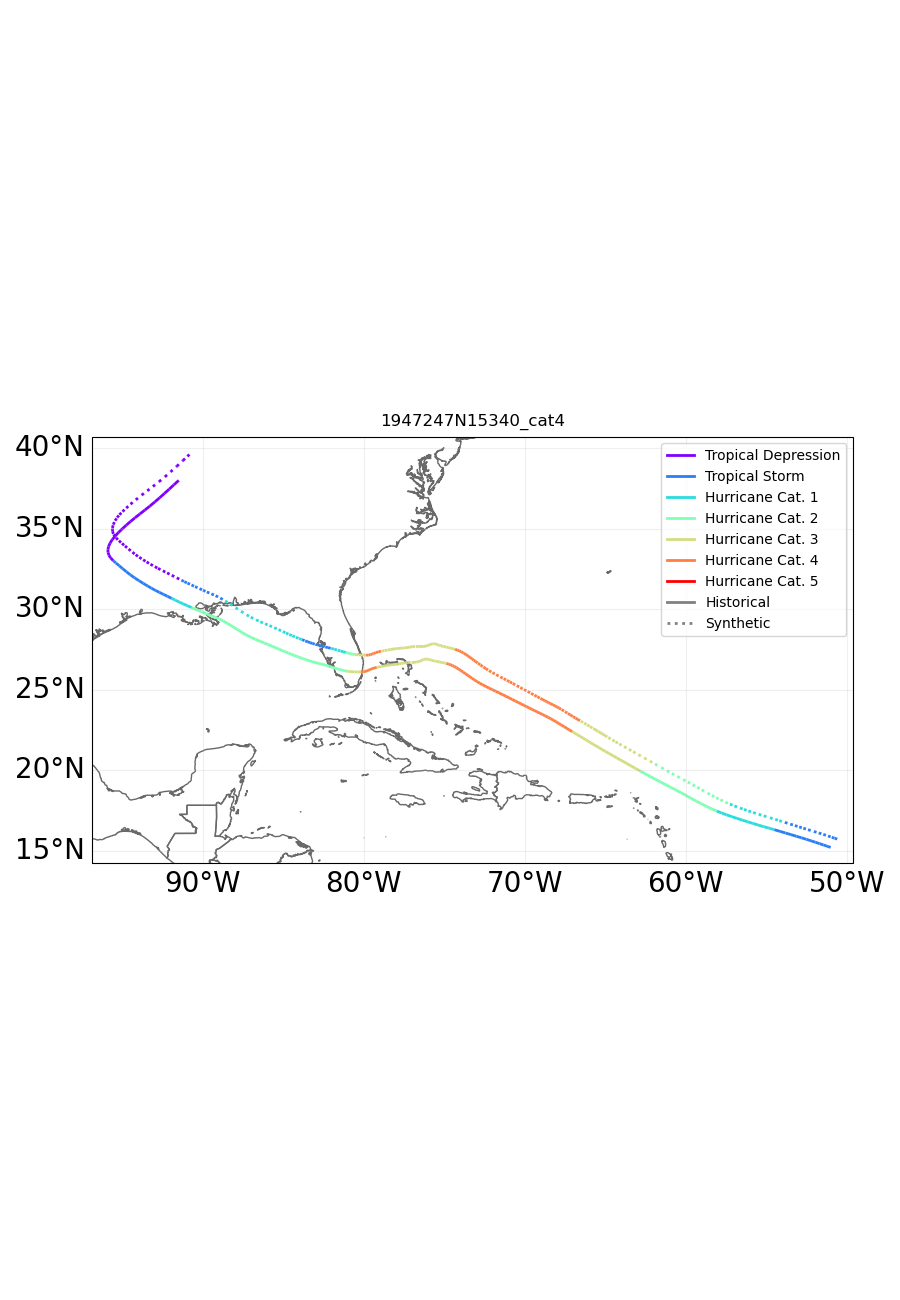 1947247N15340_cat4
40°N
35°N
30°N
25°N
20°N
15°N
90°W
80°W
70°W
60°W
50°W
Tropical Depression
Tropical Storm
Hurricane Cat. 1
Hurricane Cat. 2
Hurricane Cat. 3
Hurricane Cat. 4
Hurricane Cat. 5
Historical
Synthetic